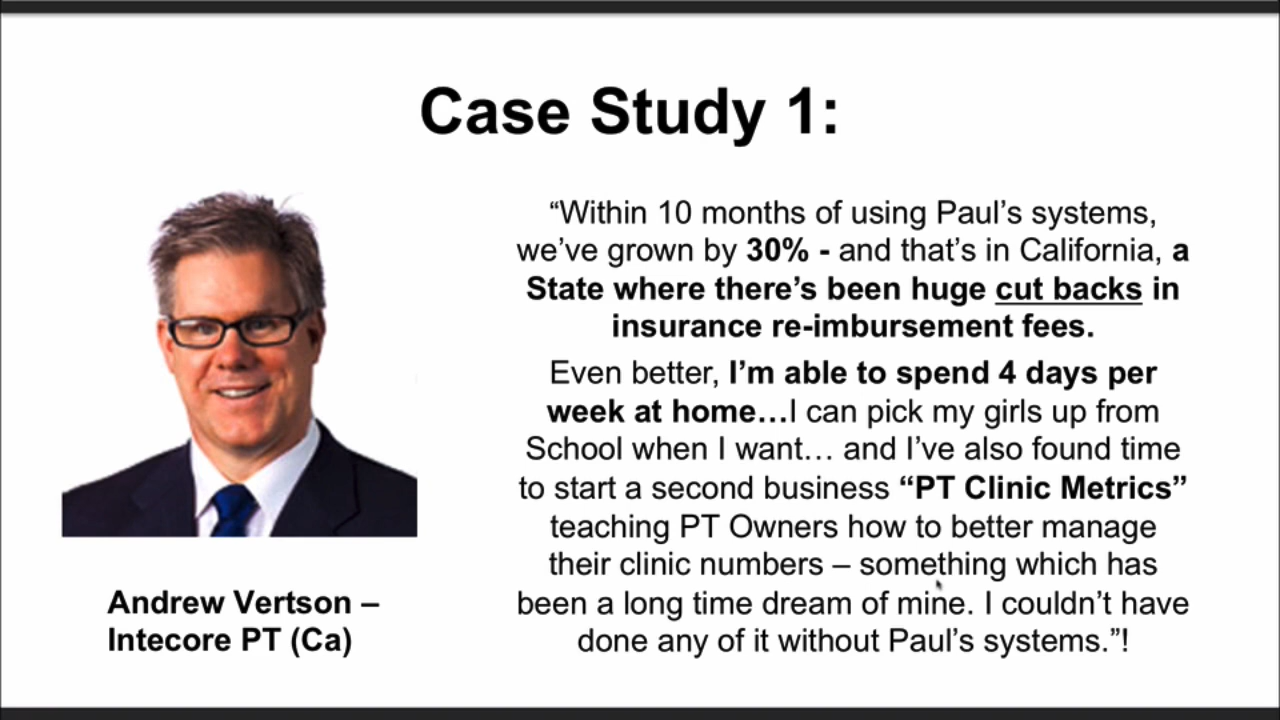 Case Study 1:
“Within 10 months of using Paul’s systems,
we’ve grown by 30% - and that’s in California, a
State where there’s been huge cut backs in
insurance re-imbursement fees.
Even better, I’m able to spend 4 days per
week at home…I can pick my girls up from
School when I want… and I’ve also found time
to start a second business “PT Clinic Metrics”
teaching PT Owners how to better manage
their clinic numbers – something which has
been a long time dream of mine. I couldn’t have
done any of it without Paul’s systems.”!
Andrew Vertson –
Intecore PT (Ca)